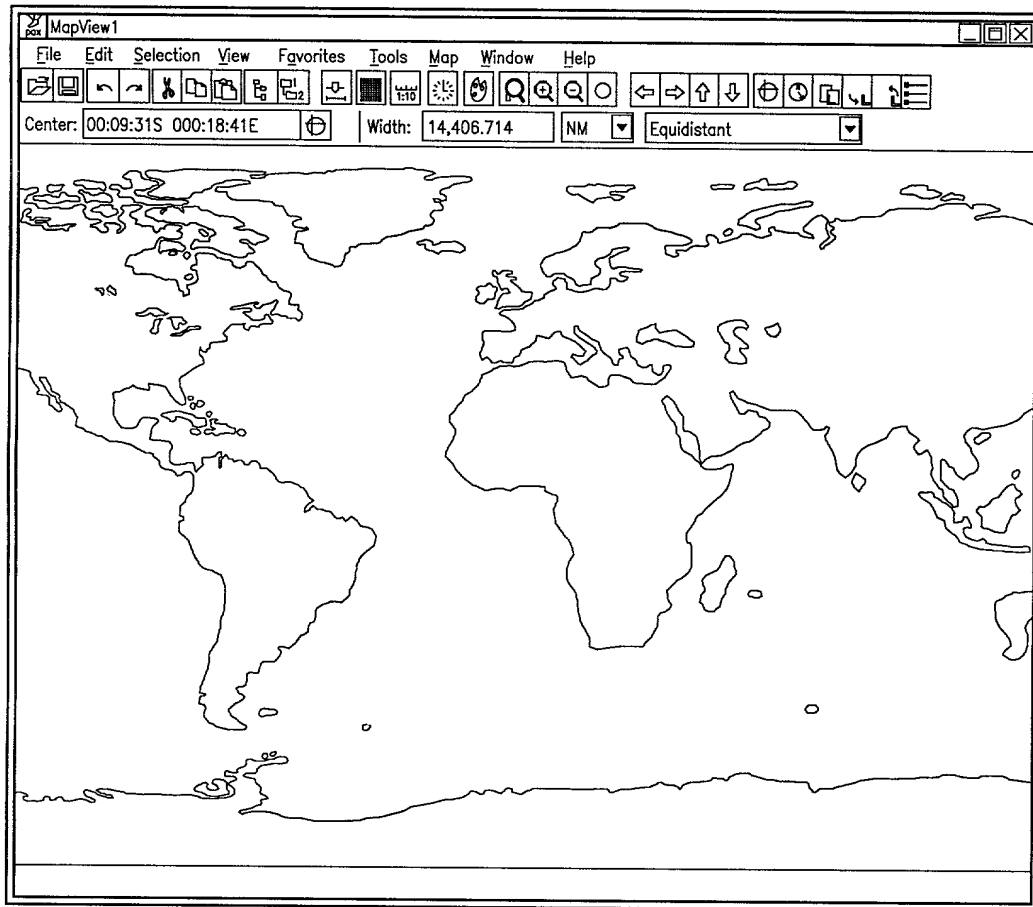 pax MapView1
File Edit Selection View Favorites Tools Map Window Help
1:10
Center: 00:09:31S 000:18:41E Width: 14,406.714 NM Equidistant